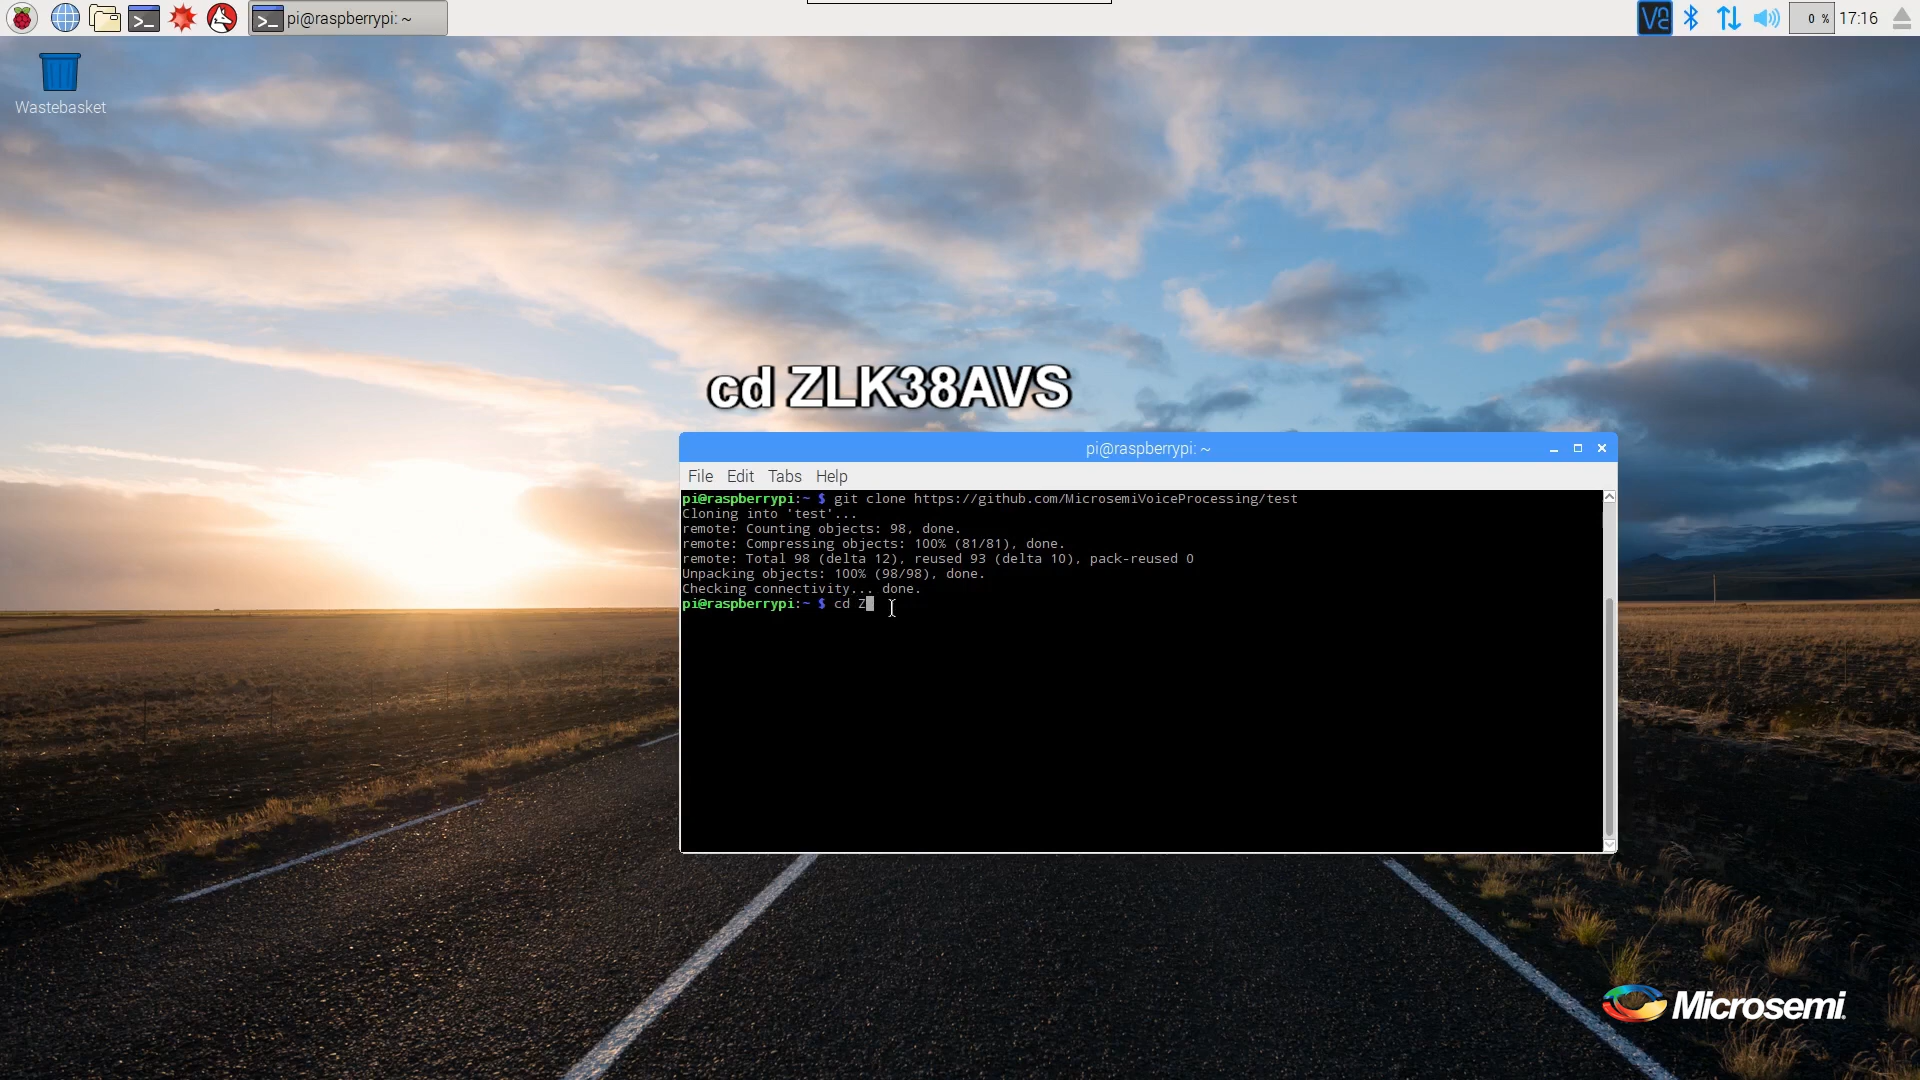 pi@raspberrypi: ~
0 %
17:16
Wastebasket
cd ZLK38AVS
pi@raspberrypi: ~
File Edit Tabs Help
pi@raspberrypi:~ $ git clone https://github.com/MicrosemiVoiceProcessing/test
Cloning into 'test'...
remote: Counting objects: 98, done.
remote: Compressing objects: 100% (81/81), done.
remote: Total 98 (delta 12), reused 93 (delta 10), pack-reused 0
Unpacking objects: 100% (98/98), done.
Checking connectivity... done.
pi@raspberrypi:~ $ cd Z
Microsemi.